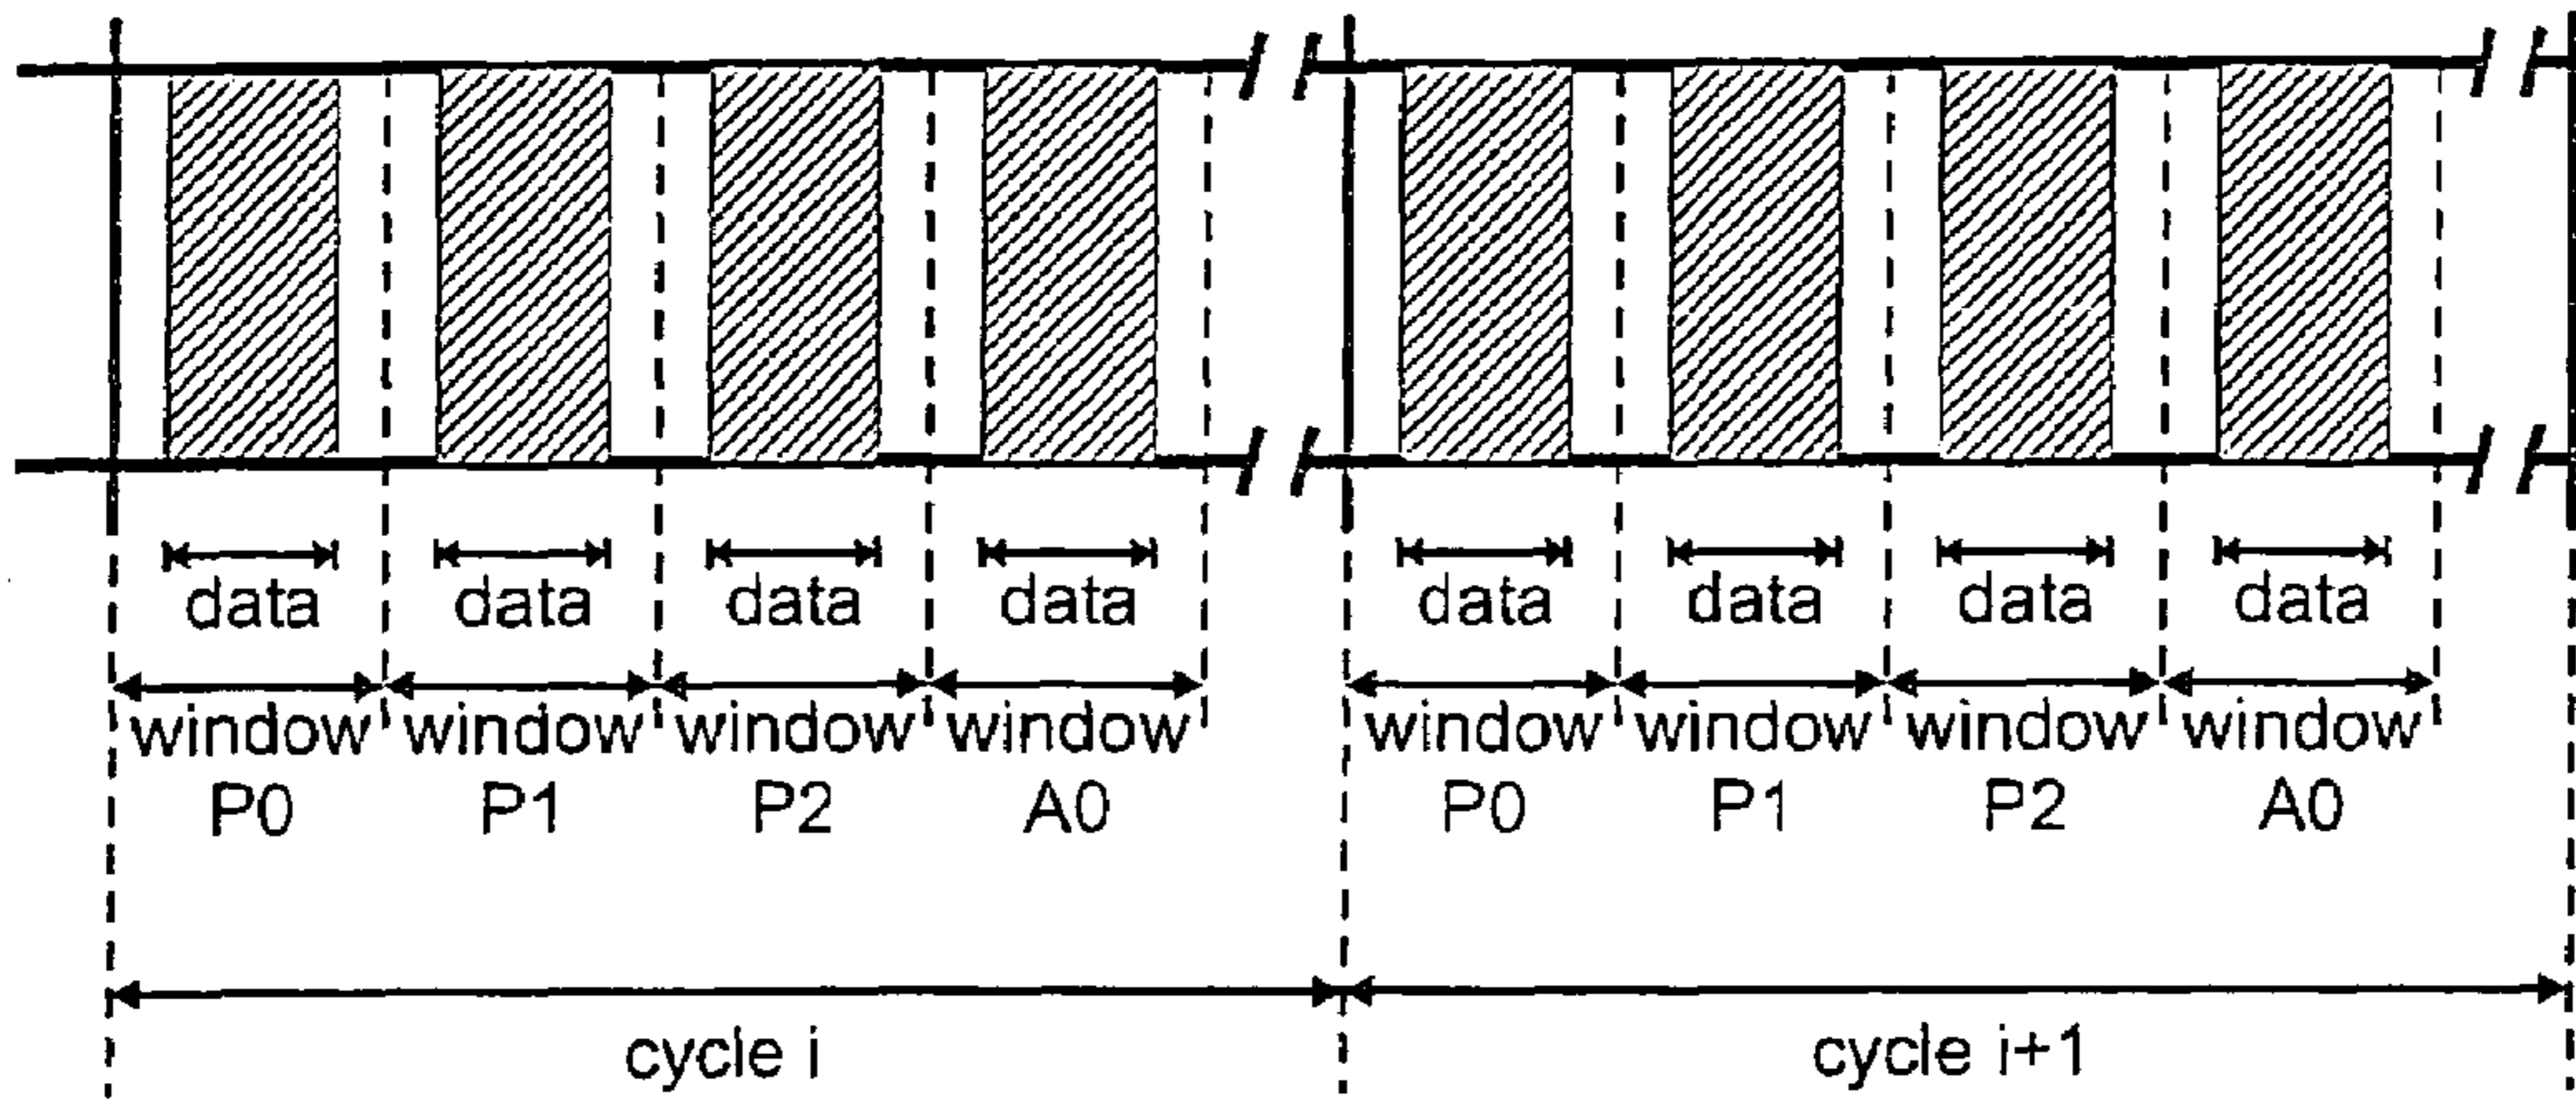 data data data data data data data data
window window window window window window window window
P0 P1 P2 A0 P0 P1 P2 A0
cycle i cycle i+1